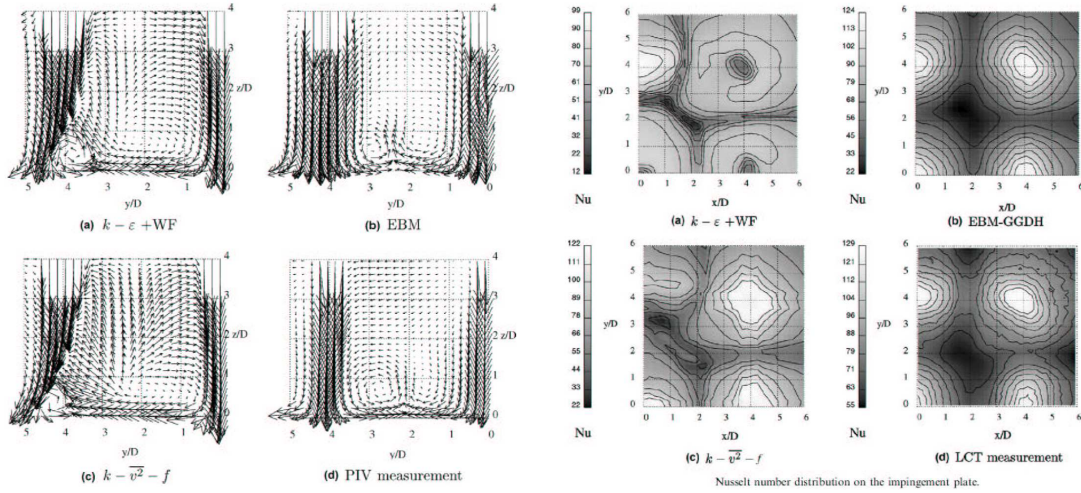 4
3
z/D
2
1
0
5 4 3 2 1 0
y/D
(a) k − ε +WF
4
3
z/D
2
1
0
5 4 3 2 1 0
y/D
(b) EBM
4
3
z/D
2
1
0
5 4 3 2 1 0
y/D
(c) k − v² − f
4
3
z/D
2
1
0
5 4 3 2 1 0
y/D
(d) PIV measurement
99
90
80
70
61
51
41
32
22
12
Nu
6
5
4
y/D
3
2
1
0
0 1 2 3 4 5 6
x/D
(a) k − ε +WF
124
113
102
90
79
68
56
45
34
22
Nu
6
5
4
y/D
3
2
1
0
0 1 2 3 4 5 6
x/D
(b) EBM-GGDH
122
111
100
89
78
66
55
44
33
22
Nu
6
5
4
y/D
3
2
1
0
0 1 2 3 4 5 6
x/D
(c) k − v² − f
129
121
104
96
88
79
71
63
55
Nu
6
5
4
y/D
3
2
1
0
0 1 2 3 4 5 6
x/D
(d) LCT measurement
Nusselt number distribution on the impingement plate.